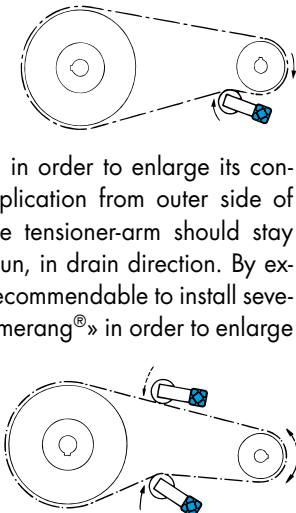 in order to enlarge its con-
plication from outer side of
e tensioner-arm should stay
un, in drain direction. By ex-
recommendable to install seve-
merang®» in order to enlarge